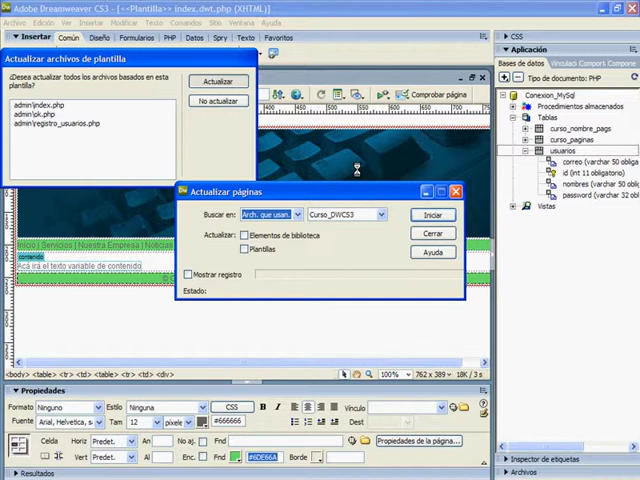 Adobe Dreamweaver CS3 - [<<Plantilla>> index.dwt.php (XHTML)]
Archivo Edición Ver Insertar Modificar Texto Comandos Sitio Ventana Ayuda
Insertar Común Diseño Formularios PHP Datos Spry Texto Favoritos
Actualizar archivos de plantilla
¿Desea actualizar todos los archivos basados en esta
plantilla?
Actualizar
No actualizar
admin\index.php
admin\ok.php
admin\registro_usuarios.php
Comprobar página
Actualizar páginas
Buscar en: Arch. que usan. Curso_DWCS3 Iniciar
Actualizar: Elementos de biblioteca Cerrar
Plantillas Ayuda
Mostrar registro
Estado:
Inicio | Servicios | Nuestra Empresa | Noticias
contenido
Acá irá el texto variable de contenido
<body> <table> <tr> <td> <table> <tr> <td> <div> 100% 762 x 389 18K / 3 s
Propiedades
Formato Ninguno Estilo Ninguna CSS B I Vínculo
Fuente Arial, Helvetica, sa Tam 12 píxele #666666 Dest
Celda Horiz Predet. An No aj. Fnd Propiedades de la página...
Vert Predet. Al Enc. Fnd #6DE66A Borde
Resultados
CSS
Aplicación
Bases de datos Vinculaci Comport Compone
Tipo de documento: PHP
Conexion_MySql
Procedimientos almacenados
Tablas
curso_nombre_pags
curso_paginas
usuarios
correo (varchar 50 obligator
id (int 11 obligatorio)
nombres (varchar 50 obligat
password (varchar 50 obliga
Vistas
Inspector de etiquetas
Archivos